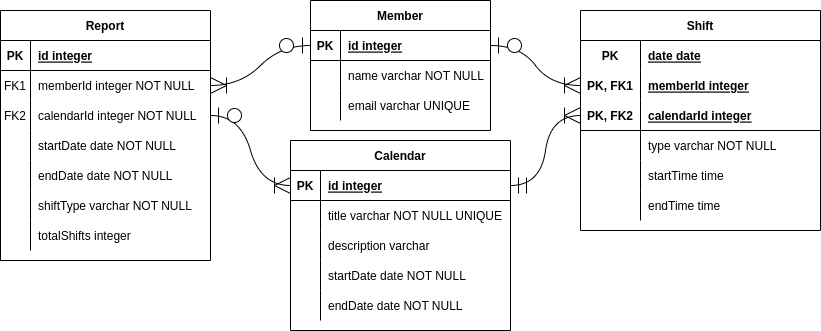 Report
PK id integer
FK1 memberId integer NOT NULL
FK2 calendarId integer NOT NULL
startDate date NOT NULL
endDate date NOT NULL
shiftType varchar NOT NULL
totalShifts integer
Member
PK id integer
name varchar NOT NULL
email varchar UNIQUE
Calendar
PK id integer
title varchar NOT NULL UNIQUE
description varchar
startDate date NOT NULL
endDate date NOT NULL
Shift
PK date date
PK, FK1 memberId integer
PK, FK2 calendarId integer
type varchar NOT NULL
startTime time
endTime time